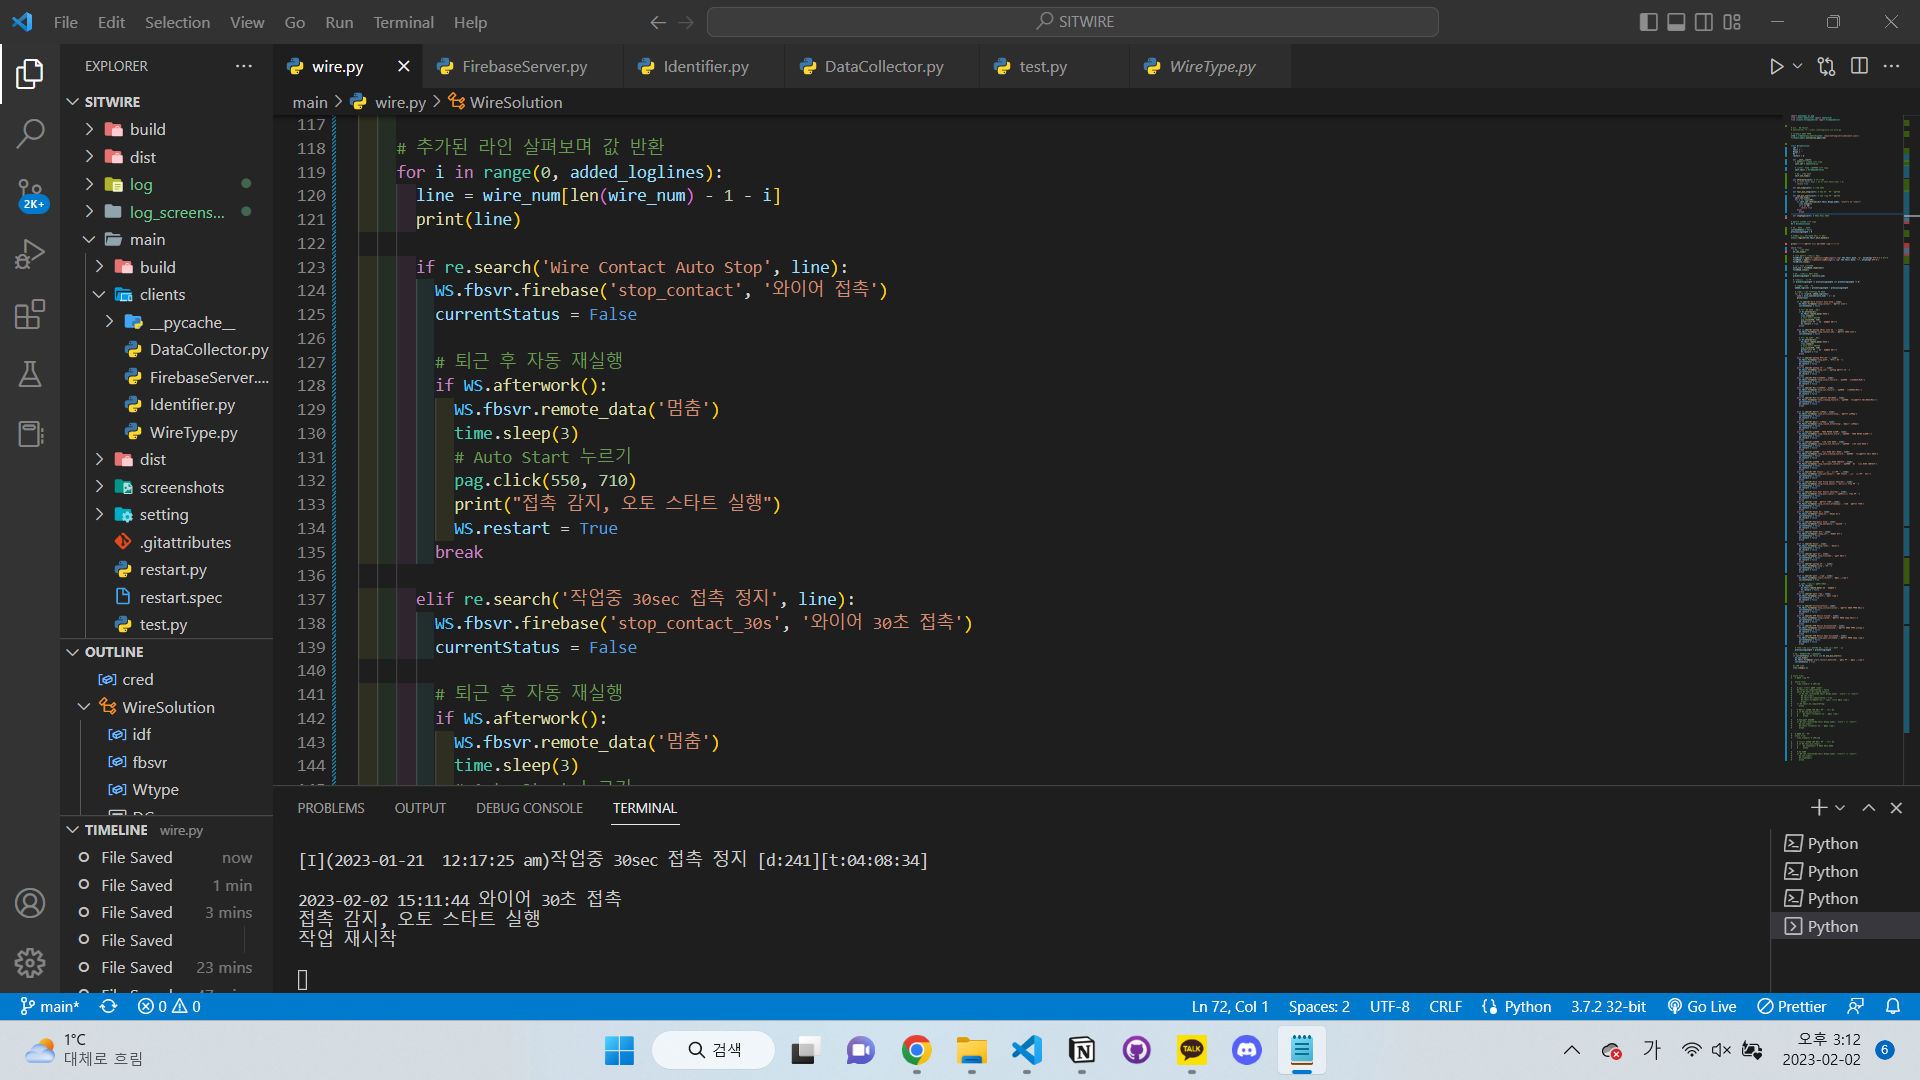 File Edit Selection View Go Run Terminal Help
SITWIRE
EXPLORER
SITWIRE
build
dist
log
log_screens...
main
build
clients
__pycache__
DataCollector.py
FirebaseServer....
Identifier.py
WireType.py
dist
screenshots
setting
.gitattributes
restart.py
restart.spec
test.py
2K+
OUTLINE
cred
WireSolution
idf
fbsvr
Wtype
TIMELINE wire.py
File Saved now
File Saved 1 min
File Saved 3 mins
File Saved
File Saved 23 mins
wire.py FirebaseServer.py Identifier.py DataCollector.py test.py WireType.py
main > wire.py > WireSolution
117
118 # 추가된 라인 살펴보며 값 반환
119 for i in range(0, added_loglines):
120 line = wire_num[len(wire_num) - 1 - i]
121 print(line)
122
123 if re.search('Wire Contact Auto Stop', line):
124 WS.fbsvr.firebase('stop_contact', '와이어 접촉')
125 currentStatus = False
126
127 # 퇴근 후 자동 재실행
128 if WS.afterwork():
129 WS.fbsvr.remote_data('멈춤')
130 time.sleep(3)
131 # Auto Start 누르기
132 pag.click(550, 710)
133 print("접촉 감지, 오토 스타트 실행")
134 WS.restart = True
135 break
136
137 elif re.search('작업중 30sec 접촉 정지', line):
138 WS.fbsvr.firebase('stop_contact_30s', '와이어 30초 접촉')
139 currentStatus = False
140
141 # 퇴근 후 자동 재실행
142 if WS.afterwork():
143 WS.fbsvr.remote_data('멈춤')
144 time.sleep(3)
PROBLEMS OUTPUT DEBUG CONSOLE TERMINAL
[I](2023-01-21  12:17:25 am)작업중 30sec 접촉 정지 [d:241][t:04:08:34]
2023-02-02 15:11:44 와이어 30초 접촉
접촉 감지, 오토 스타트 실행
작업 재시작
Python
Python
Python
Python
main* 0 0 Ln 72, Col 1 Spaces: 2 UTF-8 CRLF Python 3.7.2 32-bit Go Live Prettier
1°C
대체로 흐림
검색
TALK
가
오후 3:12
2023-02-02
6